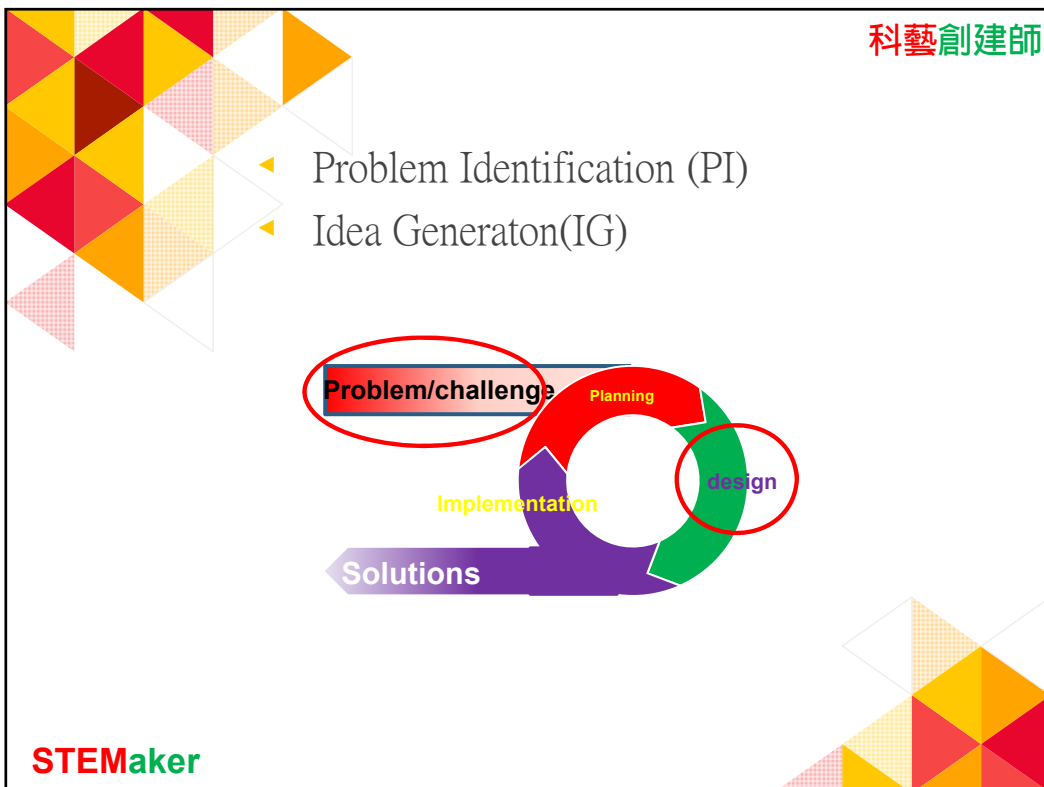 科藝創建師
Problem Identification (PI)
Idea Generaton(IG)
Problem/challenge
Planning
design
Implementation
Solutions
STEMaker